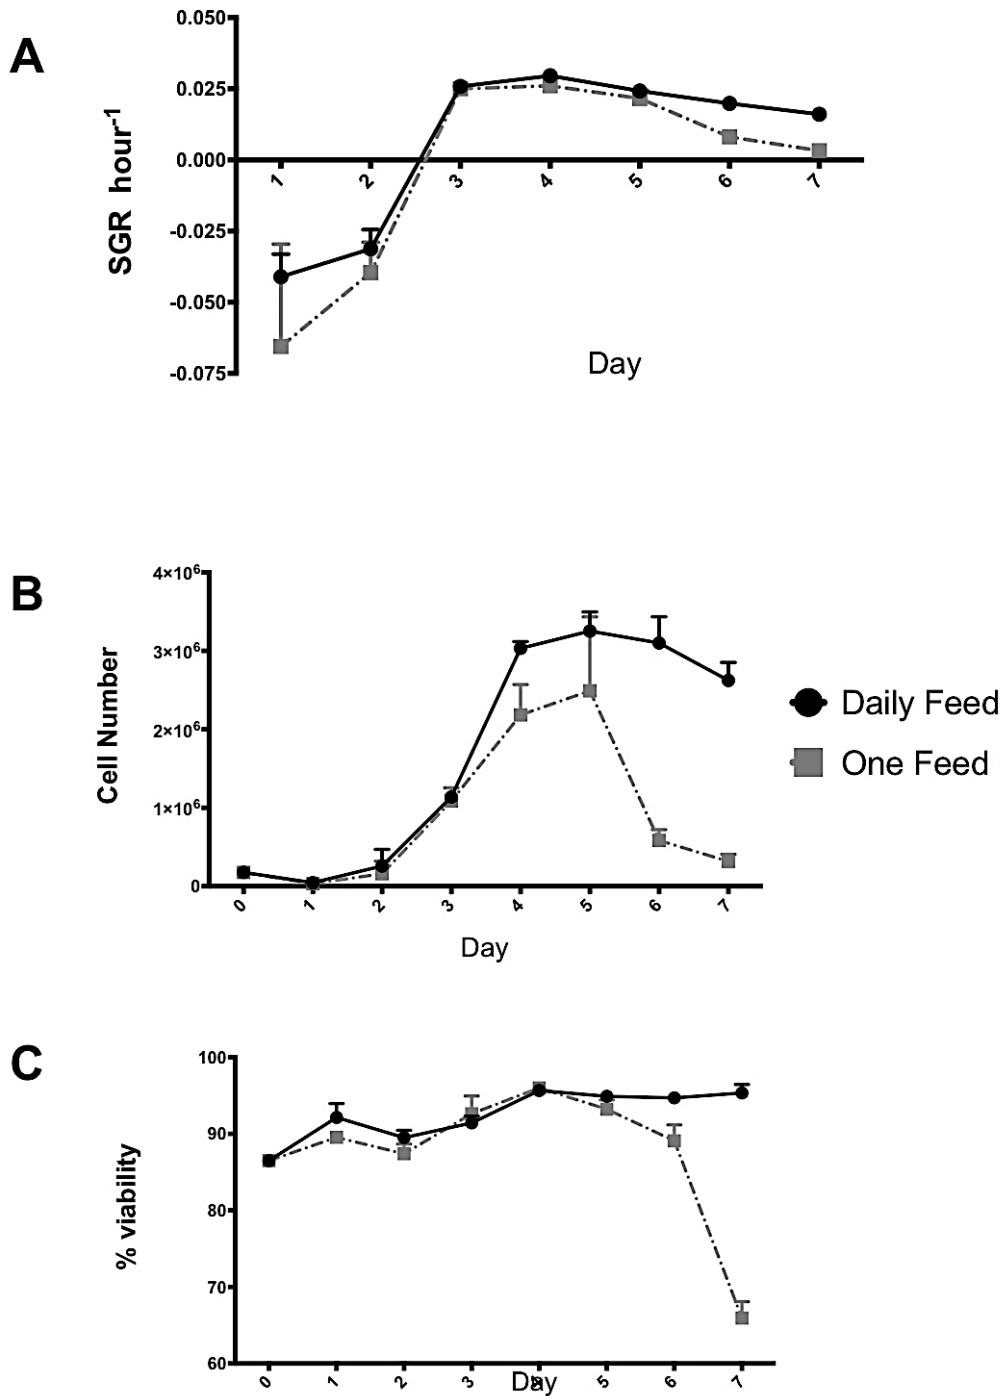 A
SGR hour-1
0.050
0.025
0.000
-0.025
-0.050
-0.075
1 2 3 4 5 6 7
Day
B
Cell Number
4×10⁶
3×10⁶
2×10⁶
1×10⁶
0
0 1 2 3 4 5 6 7
Day
Daily Feed
One Feed
C
% viability
100
90
80
70
60
0 1 2 3 4 5 6 7
Day